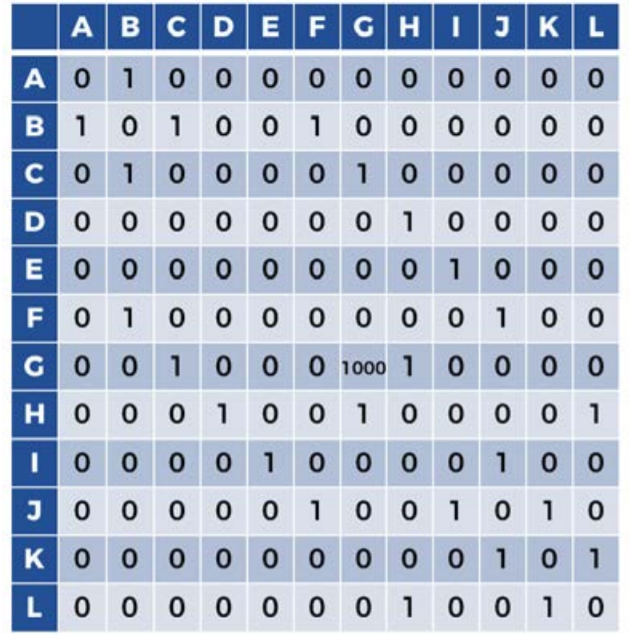 A B C D E F G H I J K L
A 0 1 0 0 0 0 0 0 0 0 0 0
B 1 0 1 0 0 1 0 0 0 0 0 0
C 0 1 0 0 0 0 1 0 0 0 0 0
D 0 0 0 0 0 0 0 1 0 0 0 0
E 0 0 0 0 0 0 0 0 1 0 0 0
F 0 1 0 0 0 0 0 0 0 1 0 0
G 0 0 1 0 0 0 1000 1 0 0 0 0
H 0 0 0 1 0 0 1 0 0 0 0 1
I 0 0 0 0 1 0 0 0 0 1 0 0
J 0 0 0 0 0 1 0 0 1 0 1 0
K 0 0 0 0 0 0 0 0 0 1 0 1
L 0 0 0 0 0 0 0 1 0 0 1 0